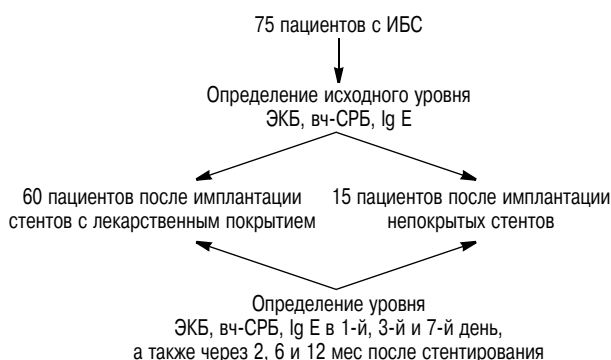 75 пациентов с ИБС
Определение исходного уровня
ЭКБ, вч-СРБ, Ig E
60 пациентов после имплантации
стентов с лекарственным покрытием
15 пациентов после имплантации
непокрытых стентов
Определение уровня
ЭКБ, вч-СРБ, Ig E в 1-й, 3-й и 7-й день,
а также через 2, 6 и 12 мес после стентирования